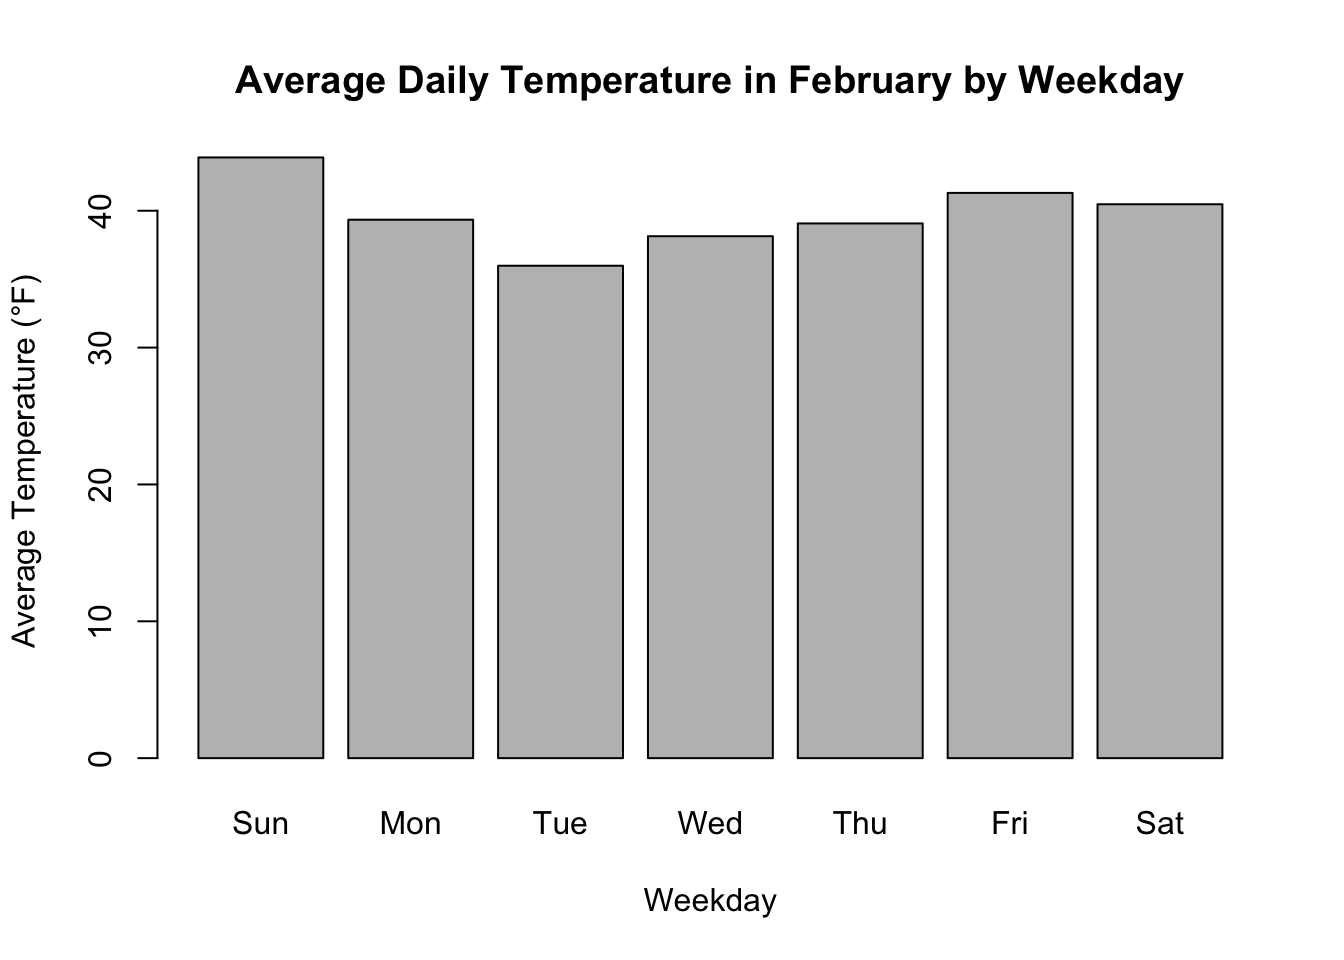 Average Daily Temperature in February by Weekday
Average Temperature (°F)
40
30
20
10
0
Sun Mon Tue Wed Thu Fri Sat
Weekday